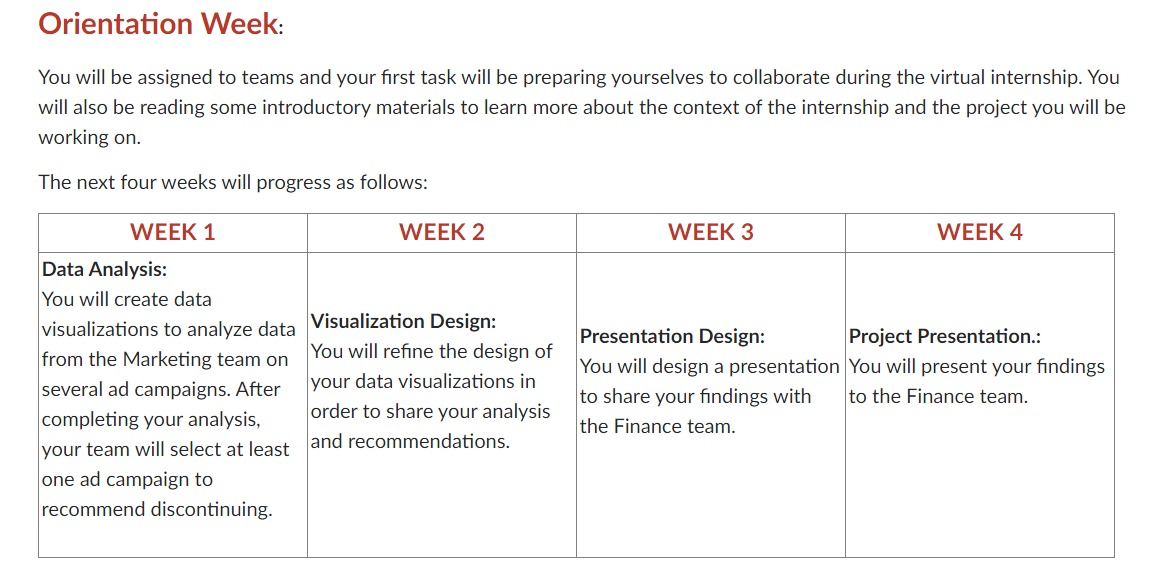 Orientation Week:
You will be assigned to teams and your first task will be preparing yourselves to collaborate during the virtual internship. You
will also be reading some introductory materials to learn more about the context of the internship and the project you will be
working on.
The next four weeks will progress as follows:
WEEK 1
WEEK 2
WEEK 3
WEEK 4
Data Analysis:
You will create data
visualizations to analyze data
from the Marketing team on
several ad campaigns. After
completing your analysis,
your team will select at least
one ad campaign to
recommend discontinuing.
Visualization Design:
You will refine the design of
your data visualizations in
order to share your analysis
and recommendations.
Presentation Design:
You will design a presentation
to share your findings with
the Finance team.
Project Presentation.:
You will present your findings
to the Finance team.